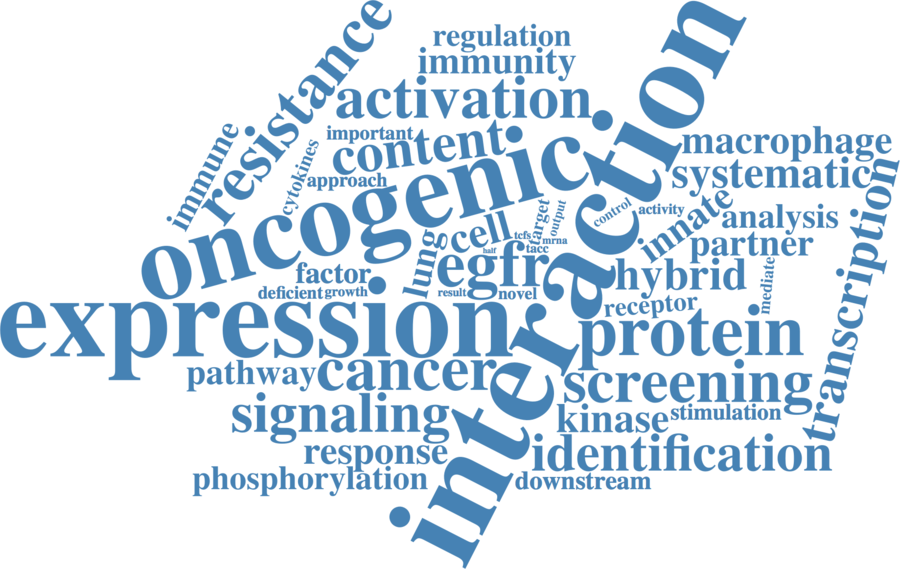 regulation
immunity
activation
resistance
important
content
immune
cytokines
approach
oncogenic
interaction
macrophage
systematic
control
activity
innate
analysis
partner
transcription
target
output
tcfs
mrna
tacc
half
cell
lung
egfr
factor
deficient
growth
result
novel
hybrid
mediate
receptor
expression
protein
pathway
cancer
screening
signaling
kinase
stimulation
response
identification
phosphorylation
downstream